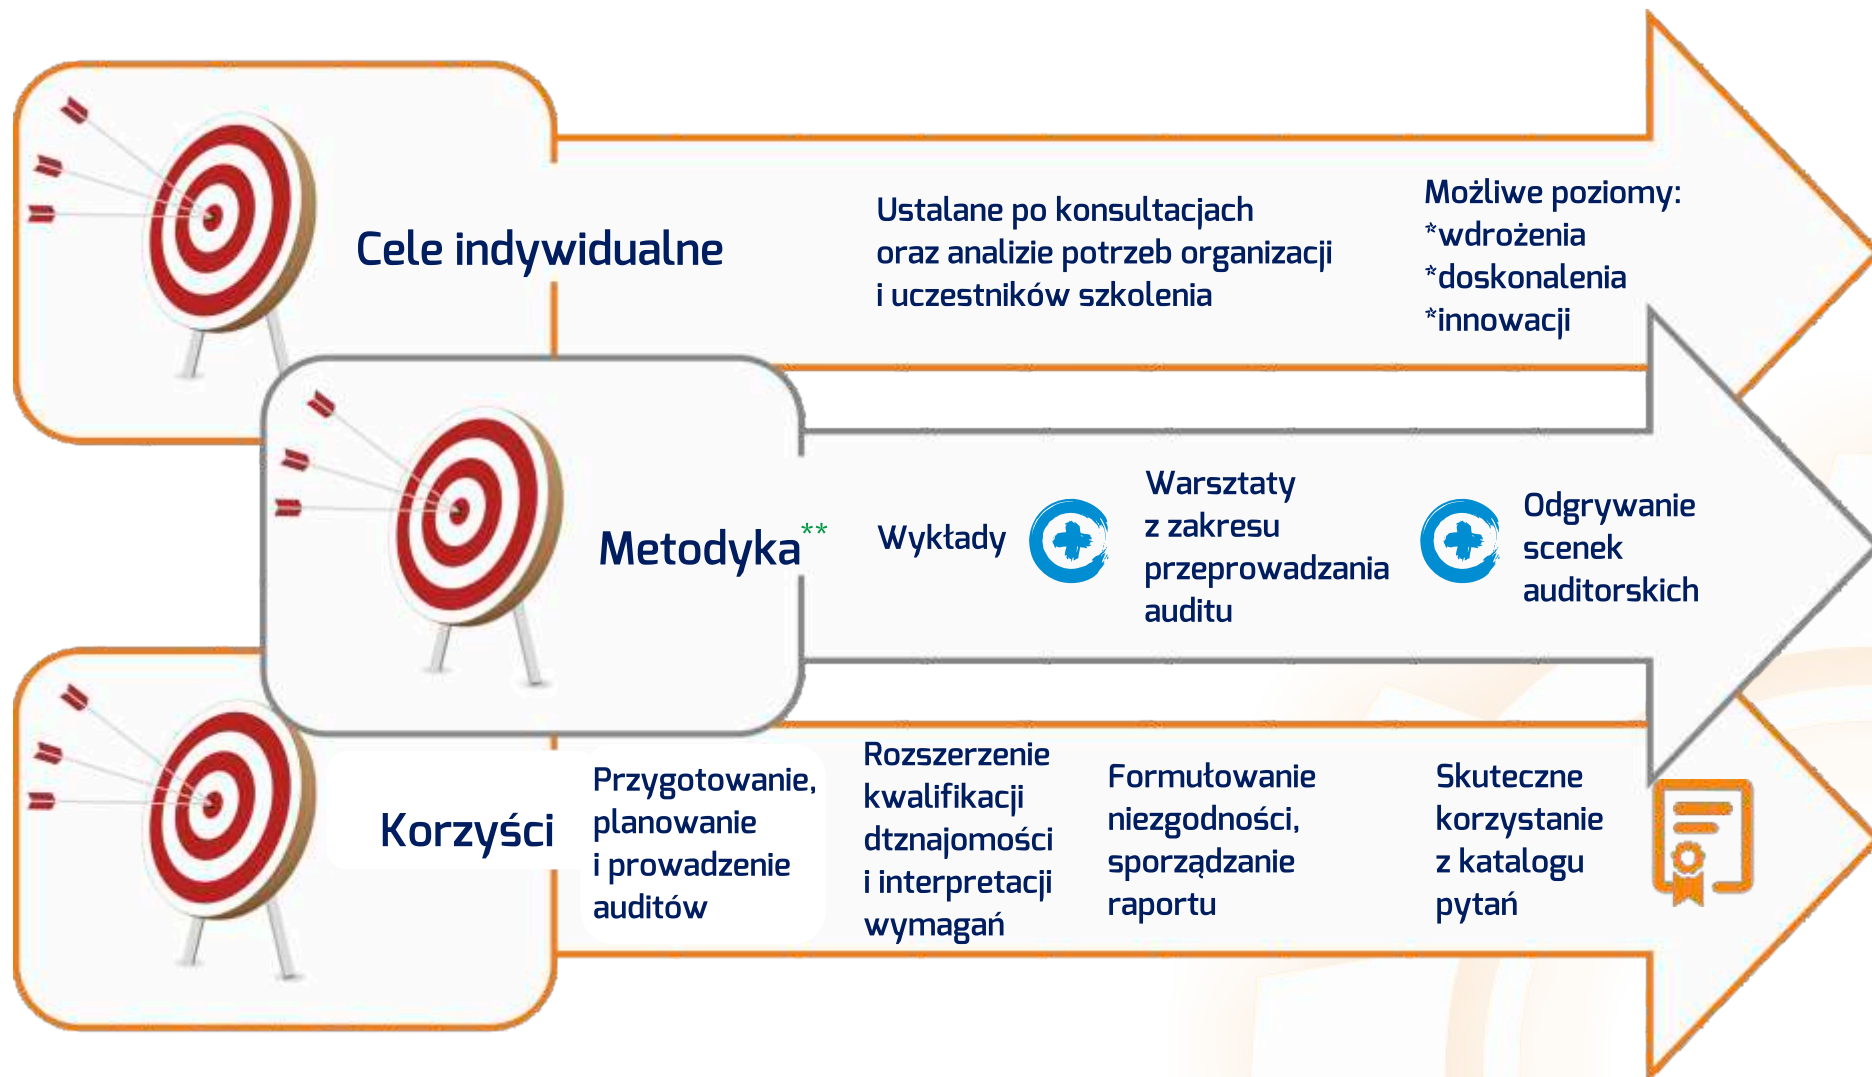 Cele indywidualne
Ustalane po konsultacjach
oraz analizie potrzeb organizacji
i uczestników szkolenia
Możliwe poziomy:
*wdrożenia
*doskonalenia
*innowacji
Metodyka**
Wykłady
Warsztaty
z zakresu
przeprowadzania
auditu
Odgrywanie
scenek
auditorskich
Korzyści
Przygotowanie,
planowanie
i prowadzenie
auditów
Rozszerzenie
kwalifikacji
dtznajomości
i interpretacji
wymagań
Formułowanie
niezgodności,
sporządzanie
raportu
Skuteczne
korzystanie
z katalogu
pytań